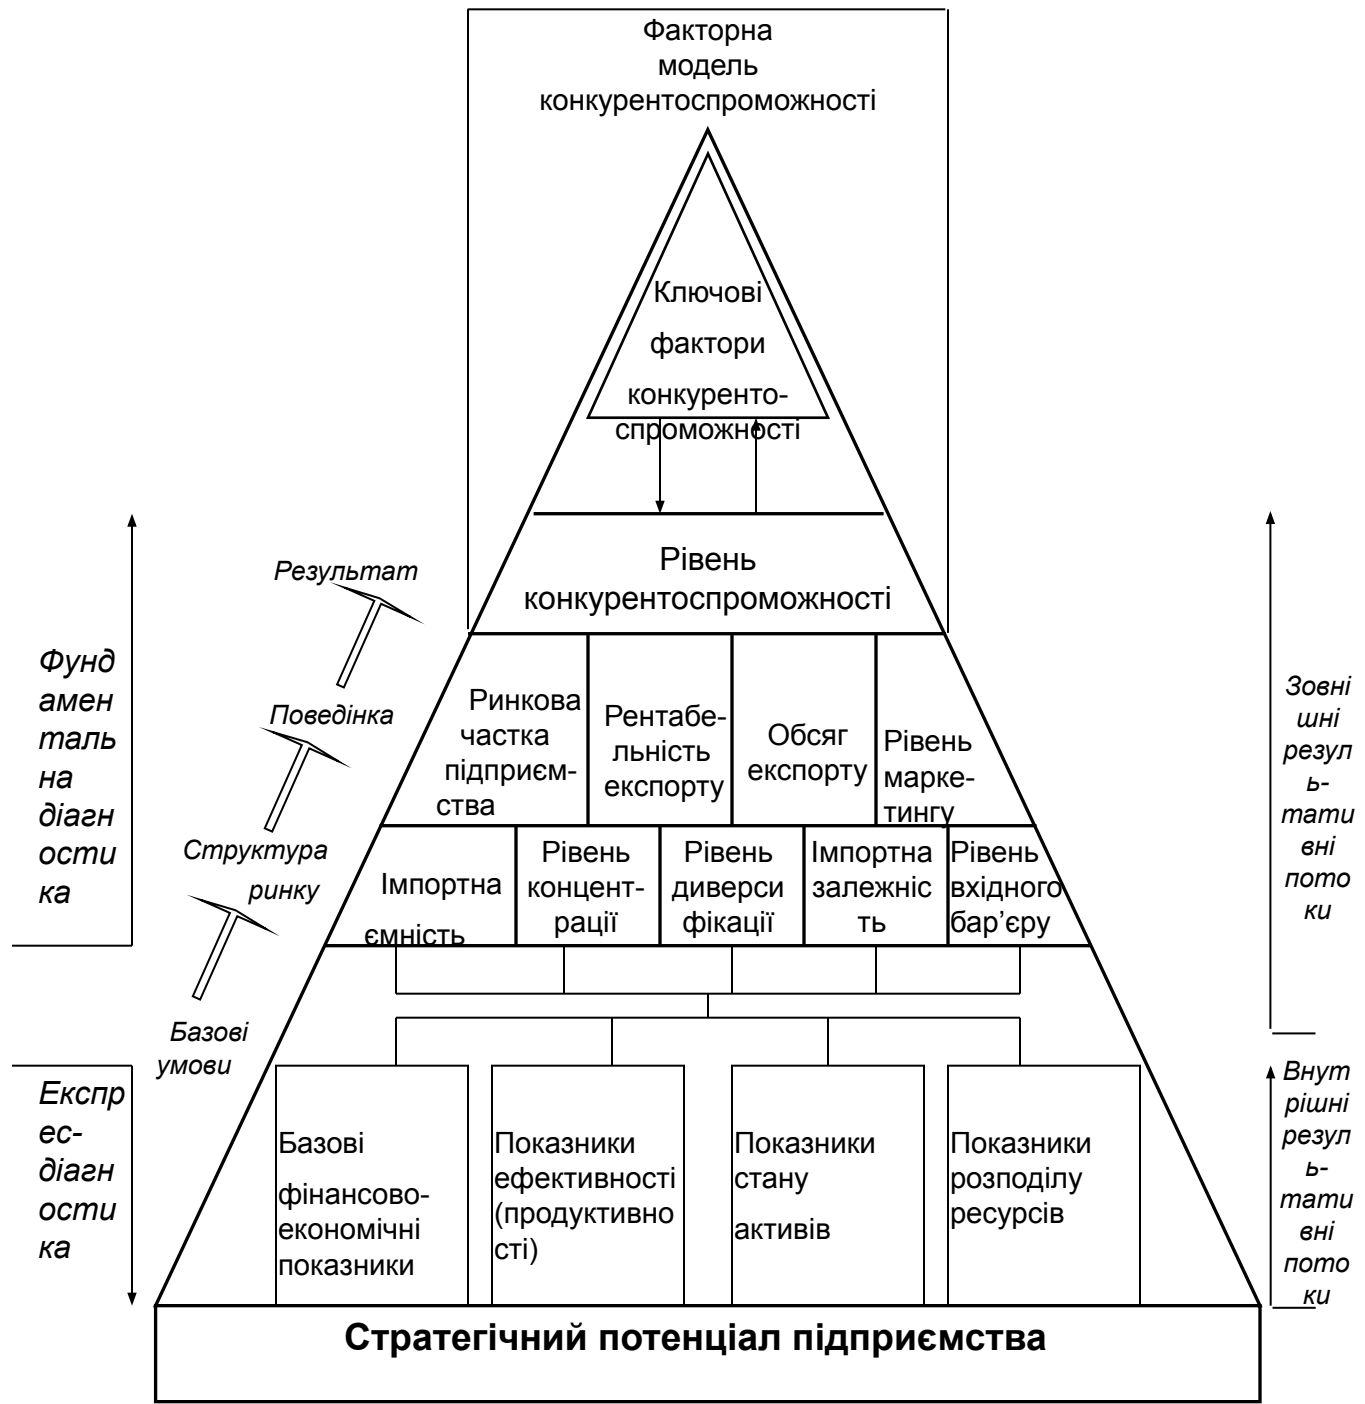 Факторна
модель
конкурентоспроможності
Ключові
фактори
конкуренто-
спроможності
Рівень
конкурентоспроможності
Результат
Поведінка
Структура
ринку
Базові
умови
Фунд
амен
таль
на
діагн
ости
ка
Експр
ес-
діагн
ости
ка
Ринкова
частка
підприєм-
ства
Рентабе-
льність
експорту
Обсяг
експорту
Рівень
марке-
тингу
Імпортна
ємність
Рівень
концент-
рації
Рівень
диверси
фікації
Імпортна
залежніс
ть
Рівень
вхідного
бар’єру
Базові
фінансово-
економічні
показники
Показники
ефективності
(продуктивно
сті)
Показники
стану
активів
Показники
розподілу
ресурсів
Зовні
шні
резул
ь-
тати
вні
пото
ки
Внут
рішні
резул
ь-
тати
вні
пото
ки
Стратегічний потенціал підприємства